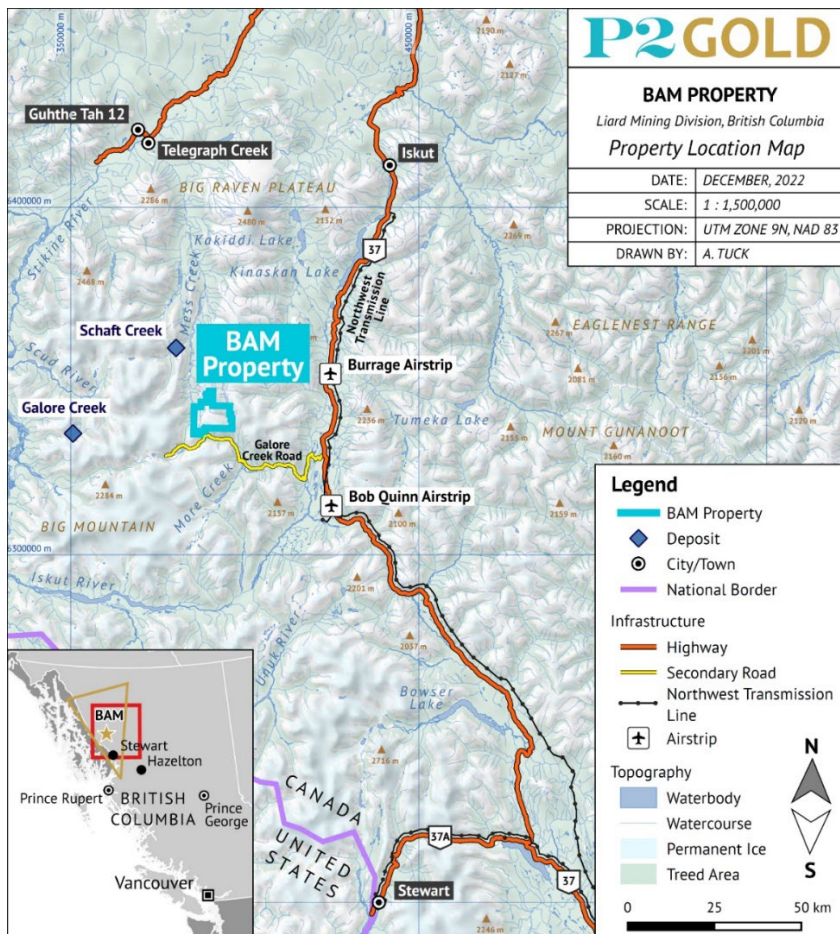 P2 GOLD
BAM PROPERTY
Liard Mining Division, British Columbia
Property Location Map
DATE: DECEMBER, 2022
SCALE: 1 : 1,500,000
PROJECTION: UTM ZONE 9N, NAD 83
DRAWN BY: A. TUCK
350000 m
450000 m
2190 m
2127 m
Guhthe Tah 12
Telegraph Creek
Iskut
2286 m
BIG RAVEN PLATEAU
6400000 m
2480 m
2152 m
Kakiddi Lake
37
2269 m
Stikine River
Mess Creek
Kinaskan Lake
Northwest
Transmission
Line
2468 m
Schaft Creek
BAM
Property
2267 m
EAGLENEST RANGE
2201 m
Scud River
Burrage Airstrip
2081 m
2156 m
Galore Creek
2236 m
Tumeka Lake
2120 m
MOUNT GUNANOOT
2160 m
Galore
Creek Road
2284 m
More Creek
Bob Quinn Airstrip
2137 m
2100 m
2159 m
BIG MOUNTAIN
6300000 m
Iskut River
2201 m
Unuk River
2037 m
Bowser
Lake
2716 m
CANADA
UNITED
STATES
37A
37
Stewart
2246 m
Legend
BAM Property
Deposit
City/Town
National Border
Infrastructure
Highway
Secondary Road
Northwest Transmission
Line
Airstrip
Topography
Waterbody
Watercourse
Permanent Ice
Treed Area
N
S
0 25 50
km
BAM
Stewart
Hazelton
Prince Rupert
BRITISH
COLUMBIA
Prince
George
Vancouver